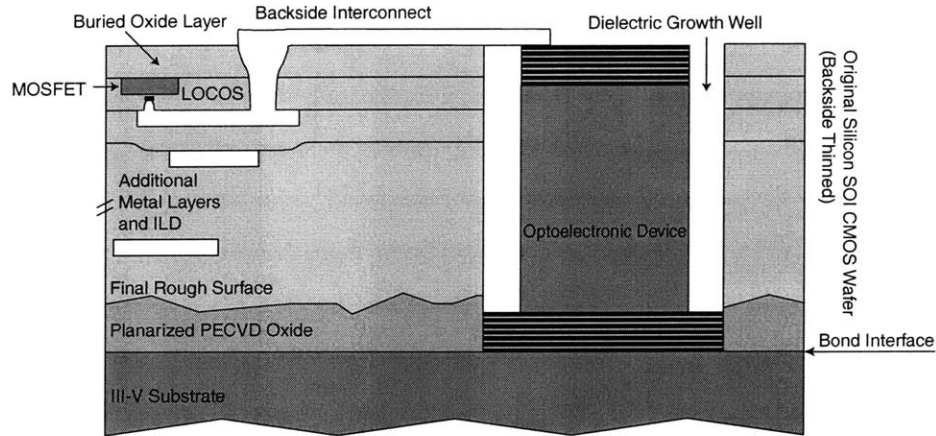 Backside Interconnect
Buried Oxide Layer
Dielectric Growth Well
MOSFET
LOCOS
Additional
Metal Layers
and ILD
Optoelectronic Device
Original Silicon SOI CMOS Wafer
(Backside Thinned)
Final Rough Surface
Planarized PECVD Oxide
Bond Interface
III-V Substrate